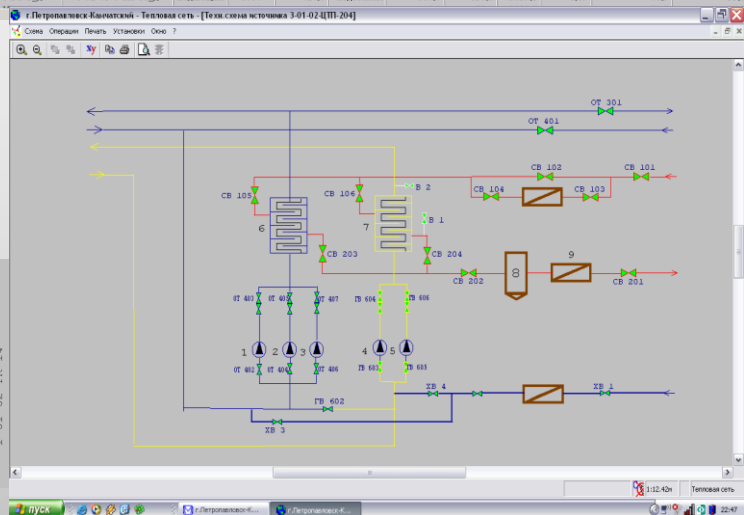 г.Петропавловск-Камчатский - Тепловая сеть - [Техн.схема источника 3-01-02-ЦТП-204]
Схема Операции Печать Установки Окно ?
ОТ 301
ОТ 401
СВ 102
СВ 101
СВ 104
СВ 103
СВ 105
СВ 106
В 2
В 1
6
7
СВ 203
СВ 204
СВ 202
8
9
СВ 201
ОТ 403
ОТ 405
ОТ 407
ГВ 604
ГВ 606
1
2
3
4
5
ОТ 402
ОТ 404
ОТ 406
ГВ 603
ГВ 605
ГВ 602
ХВ 4
ХВ 1
ХВ 3
1:12.42м
Тепловая сеть
пуск
г.Петропавловск-К...
г.Петропавловск-К...
22:47